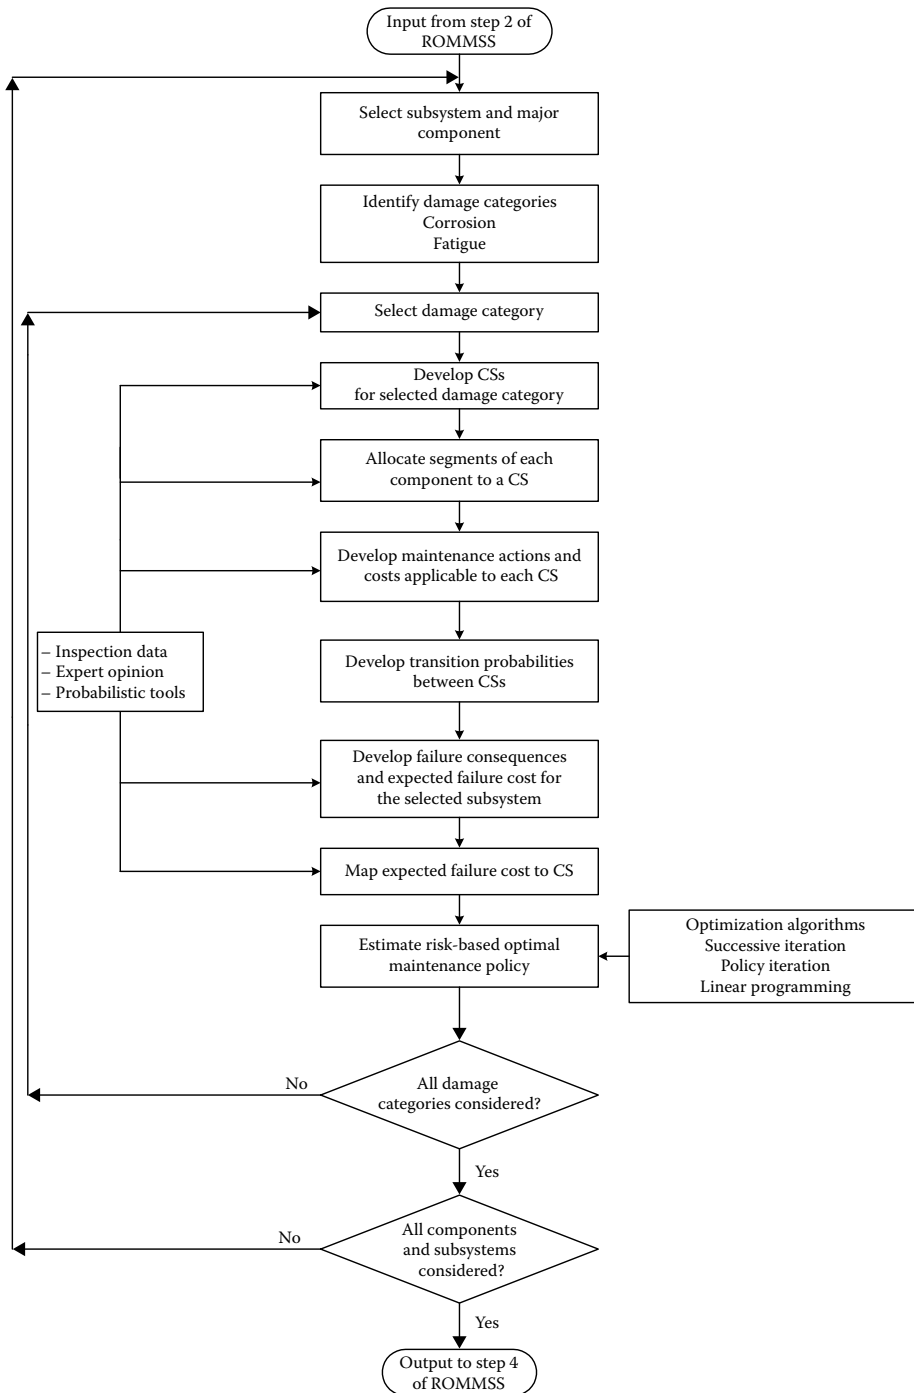 Input from step 2 of
ROMMSS
Select subsystem and major
component
Identify damage categories
Corrosion
Fatigue
Select damage category
Develop CSs
for selected damage category
Allocate segments of each
component to a CS
Develop maintenance actions and
costs applicable to each CS
– Inspection data
– Expert opinion
– Probabilistic tools
Develop transition probabilities
between CSs
Develop failure consequences
and expected failure cost for
the selected subsystem
Map expected failure cost to CS
Estimate risk-based optimal
maintenance policy
Optimization algorithms
Successive iteration
Policy iteration
Linear programming
No
All damage
categories considered?
Yes
No
All components
and subsystems
considered?
Yes
Output to step 4
of ROMMSS